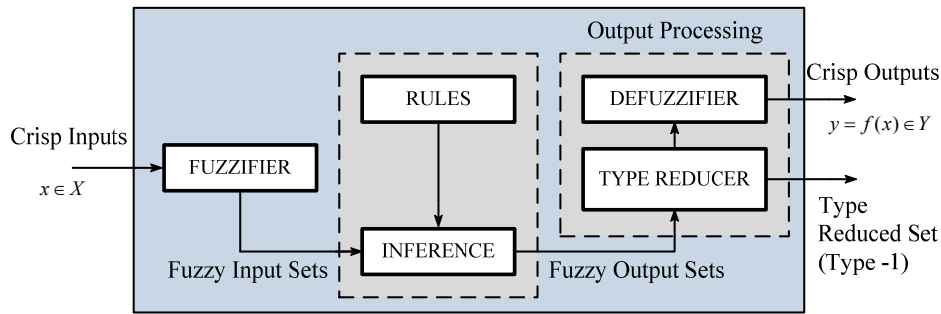 Output Processing
Crisp Outputs
RULES
DEFUZZIFIER
y = f(x) ∈ Y
Crisp Inputs
x ∈ X
FUZZIFIER
TYPE REDUCER
Type
Reduced Set
(Type -1)
INFERENCE
Fuzzy Input Sets
Fuzzy Output Sets